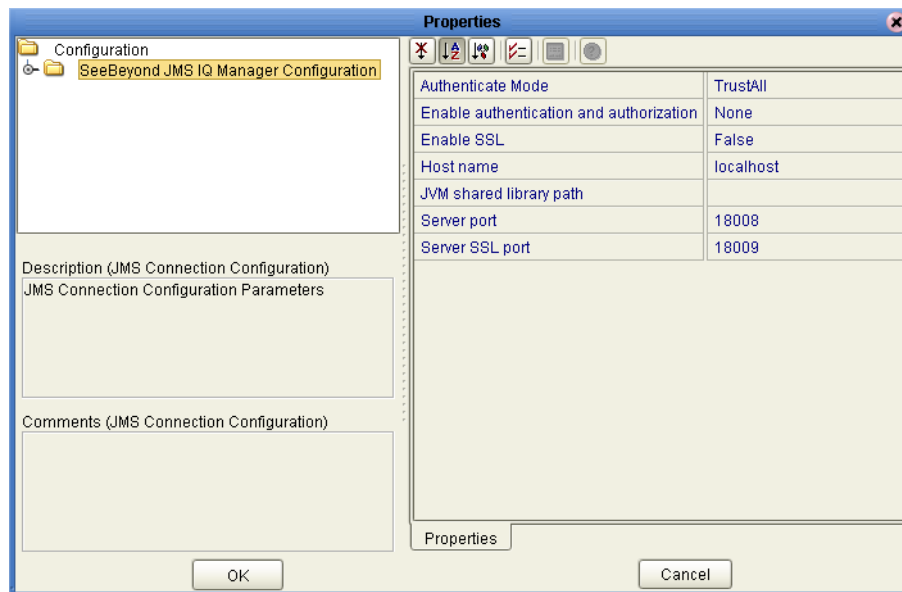 Properties
Configuration
SeeBeyond JMS IQ Manager Configuration
Description (JMS Connection Configuration)
JMS Connection Configuration Parameters
Comments (JMS Connection Configuration)
Authenticate Mode TrustAll
Enable authentication and authorization None
Enable SSL False
Host name localhost
JVM shared library path
Server port 18008
Server SSL port 18009
Properties
OK
Cancel